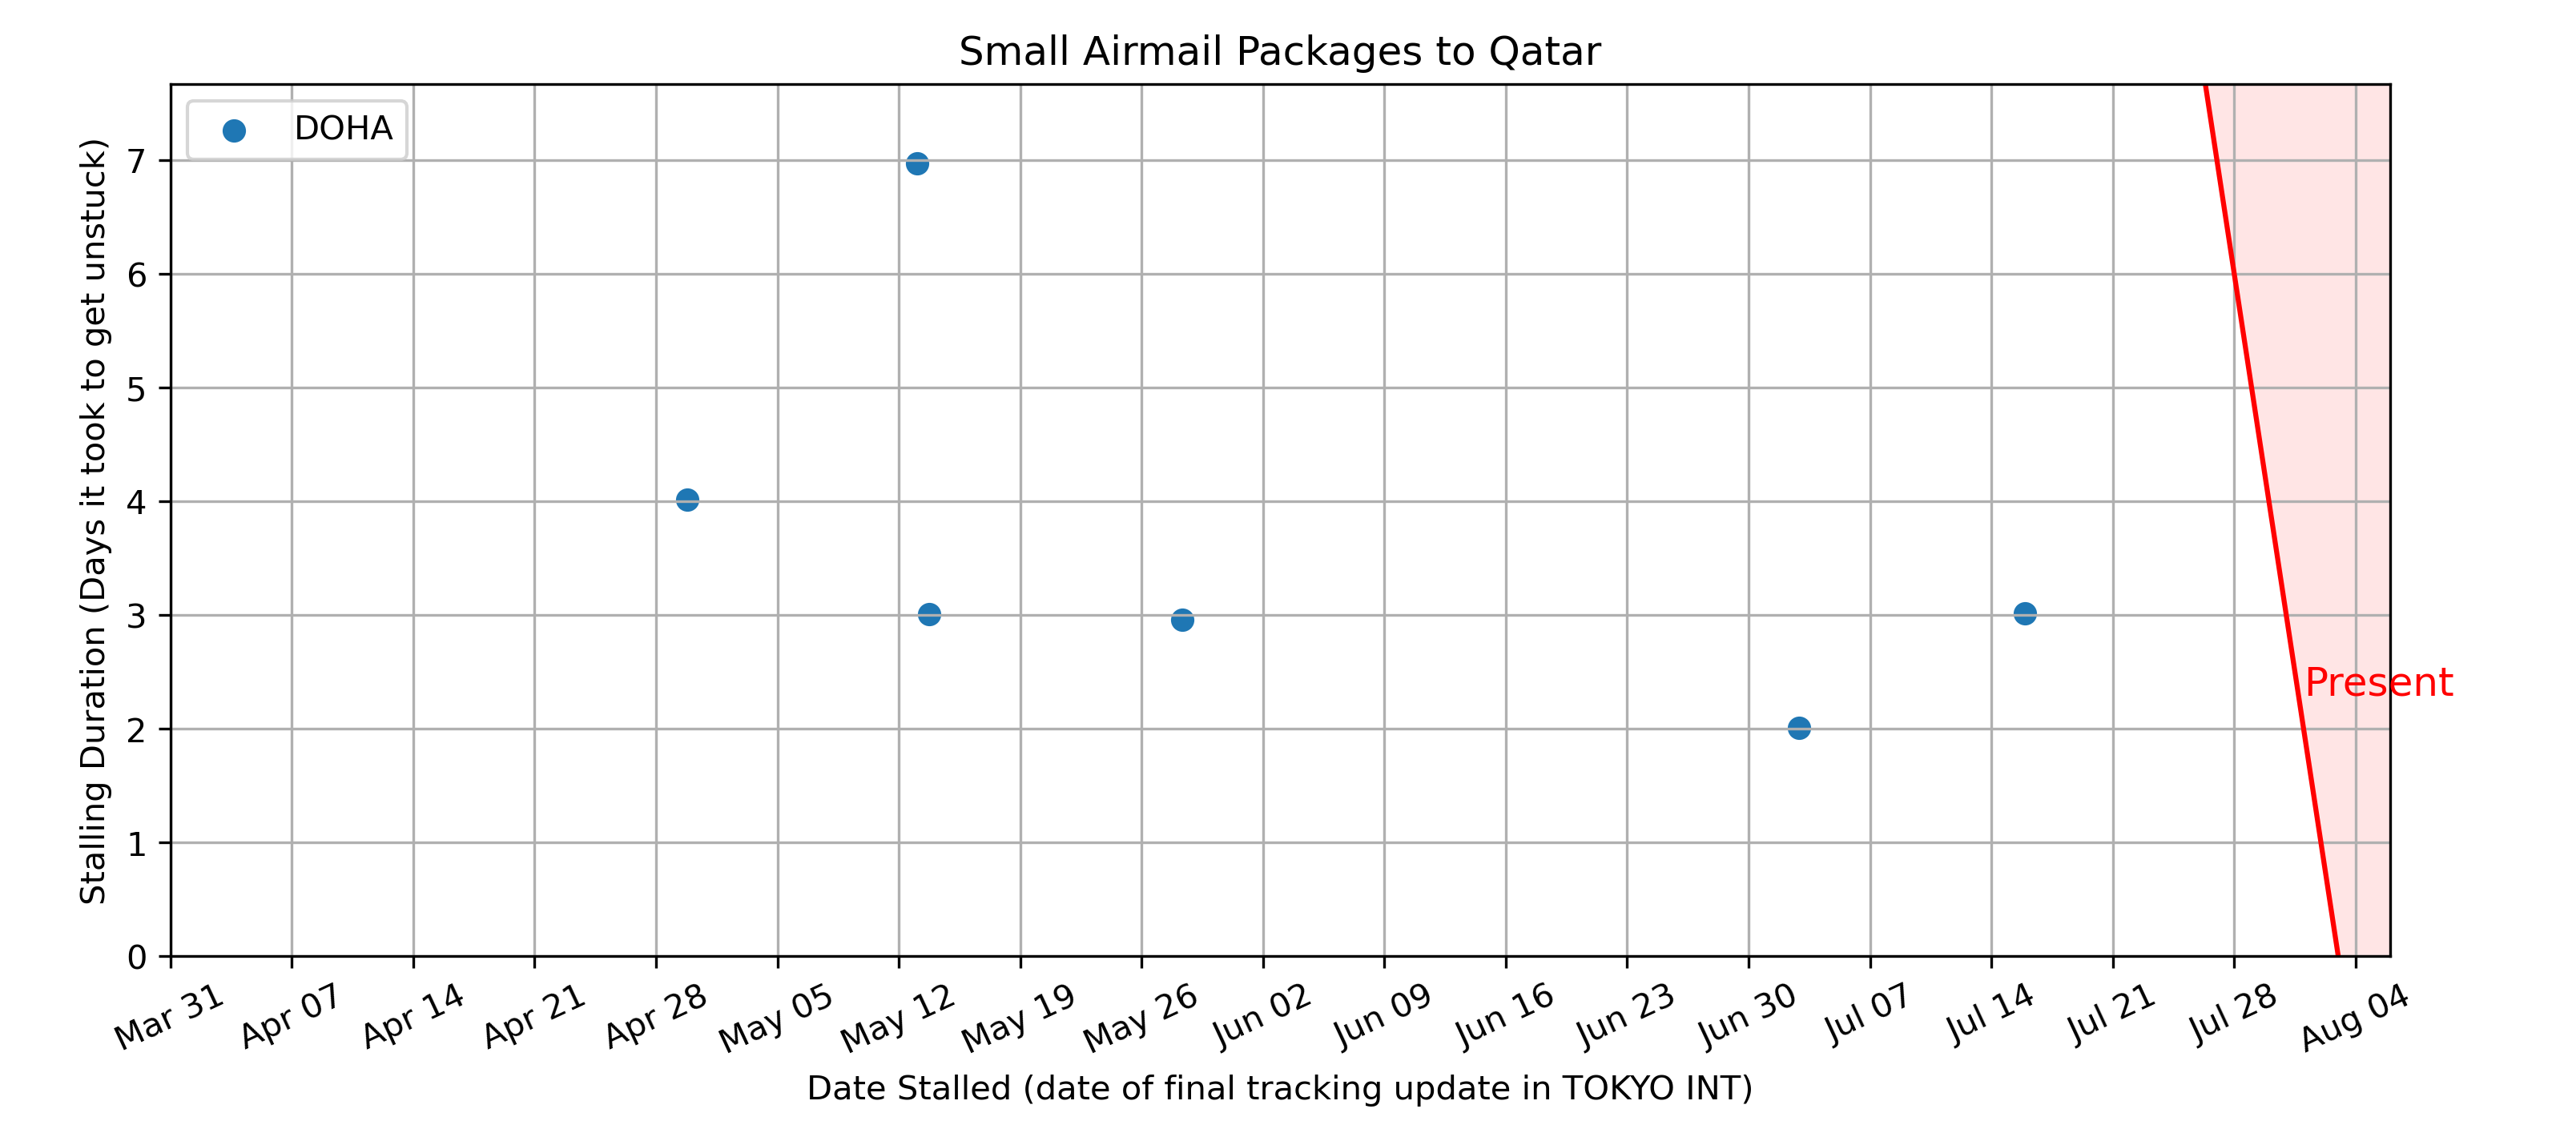 Small Airmail Packages to Qatar
DOHA
Stalling Duration (Days it took to get unstuck)
7
6
5
4
3
2
1
0
Present
Mar 31
Apr 07
Apr 14
Apr 21
Apr 28
May 05
May 12
May 19
May 26
Jun 02
Jun 09
Jun 16
Jun 23
Jun 30
Jul 07
Jul 14
Jul 21
Jul 28
Aug 04
Date Stalled (date of final tracking update in TOKYO INT)